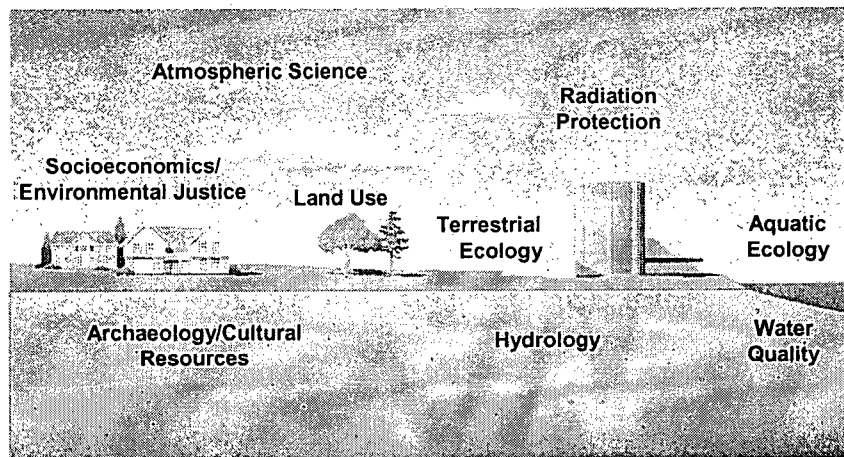 Atmospheric Science
Radiation
Protection
Socioeconomics/
Environmental Justice
Land Use
Terrestrial
Ecology
Aquatic
Ecology
Archaeology/Cultural
Resources
Hydrology
Water
Quality